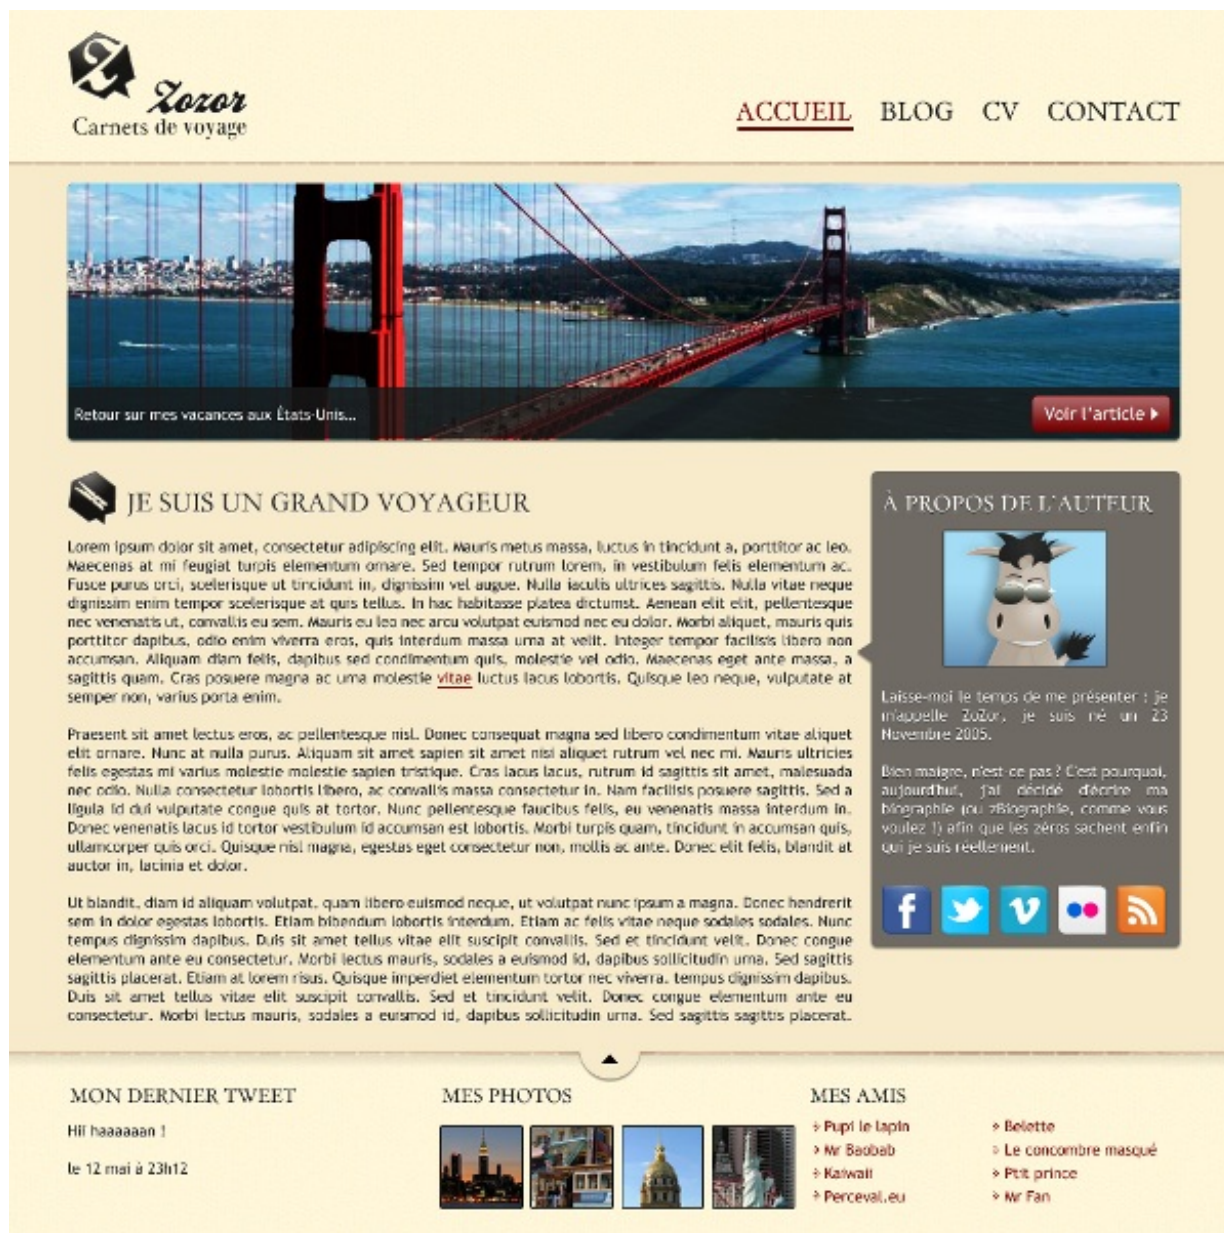 Zozor
Carnets de voyage
ACCUEIL BLOG CV CONTACT
Retour sur mes vacances aux États-Unis...
Voir l'article
JE SUIS UN GRAND VOYAGEUR
Lorem ipsum dolor sit amet, consectetur adipiscing elit. Mauris metus massa, luctus in tincidunt a, porttitor ac leo.
Maecenas at mi feugiat turpis elementum ornare. Sed tempor rutrum lorem, in vestibulum felis elementum ac.
Fusce purus orci, scelerisque ut tincidunt in, dignissim vel augue. Nulla iaculis ultrices sagittis. Nulla vitae neque
dignissim enim tempor scelerisque at quis tellus. In hac habitasse platea dictumst. Aenean elit elit, pellentesque
nec venenatis ut, convallis eu sem. Mauris eu leo nec arcu volutpat euismod nec eu dolor. Morbi aliquet, mauris quis
porttitor dapibus, odio enim viverra eros, quis interdum massa urna at velit. Integer tempor facilisis libero non
accumsan. Aliquam diam felis, dapibus sed condimentum quis, molestie vel odio. Maecenas eget ante massa, a
sagittis quam. Cras posuere magna ac urna molestie vitae luctus lacus lobortis. Quisque leo neque, vulputate at
semper non, varius porta enim.
Praesent sit amet lectus eros, ac pellentesque nisl. Donec consequat magna sed libero condimentum vitae aliquet
elit ornare. Nunc at nulla purus. Aliquam sit amet sapien sit amet nisi aliquet rutrum vel nec mi. Mauris ultricies
felis egestas mi varius molestie molestie sapien tristique. Cras lacus lacus, rutrum id sagittis sit amet, malesuada
nec odio. Nulla consectetur lobortis libero, ac convallis massa consectetur in. Nam facilisis posuere sagittis. Sed a
ligula id dui vulputate congue quis at tortor. Nunc pellentesque faucibus felis, eu venenatis massa interdum in.
Donec venenatis lacus id tortor vestibulum id accumsan est lobortis. Morbi turpis quam, tincidunt in accumsan quis,
ullamcorper quis orci. Quisque nisl magna, egestas eget consectetur non, mollis ac ante. Donec elit felis, blandit at
auctor in, lacinia et dolor.
Ut blandit, diam id aliquam volutpat, quam libero euismod neque, ut volutpat nunc ipsum a magna. Donec hendrerit
sem in dolor egestas lobortis. Etiam bibendum lobortis interdum. Etiam ac felis vitae neque sodales sodales. Nunc
tempus dignissim dapibus. Duis sit amet tellus vitae elit suscipit convallis. Sed et tincidunt velit. Donec congue
elementum ante eu consectetur. Morbi lectus mauris, sodales a euismod id, dapibus sollicitudin urna. Sed sagittis
sagittis placerat. Etiam at lorem risus. Quisque imperdiet elementum tortor nec viverra. tempus dignissim dapibus.
Duis sit amet tellus vitae elit suscipit convallis. Sed et tincidunt velit. Donec congue elementum ante eu
consectetur. Morbi lectus mauris, sodales a euismod id, dapibus sollicitudin urna. Sed sagittis sagittis placerat.
À PROPOS DE L'AUTEUR
Laisse-moi le temps de me présenter : je
m'appelle ZoZor, je suis né un 23
Novembre 2005.
Bien maigre, n'est-ce pas ? C'est pourquoi,
aujourd'hui, j'ai décidé d'écrire ma
biographie (ou zBiographie, comme vous
voulez !) afin que les zéros sachent enfin
qui je suis réellement.
MON DERNIER TWEET
Hii haaaaaan !
le 12 mai à 23h12
MES PHOTOS
MES AMIS
Pupi le lapin
Mr Baobab
Kaiwaii
Perceval.eu
Belette
Le concombre masqué
Ptit prince
Mr Fan